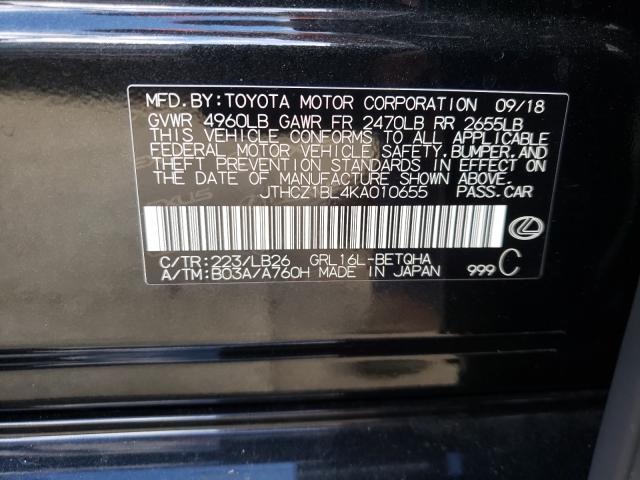 MFD. BY: TOYOTA MOTOR CORPORATION 09/18
GVWR 4960LB GAWR FR 2470LB RR 2655LB
THIS VEHICLE CONFORMS TO ALL APPLICABLE
FEDERAL MOTOR VEHICLE SAFETY, BUMPER, AND
THEFT PREVENTION STANDARDS IN EFFECT ON
THE DATE OF MANUFACTURE SHOWN ABOVE.
JTHCZ1BL4KA010655 PASS.CAR
C/TR:223/LB26 GRL16L-BETQHA
A/TM:B03A/A760H MADE IN JAPAN 999 C